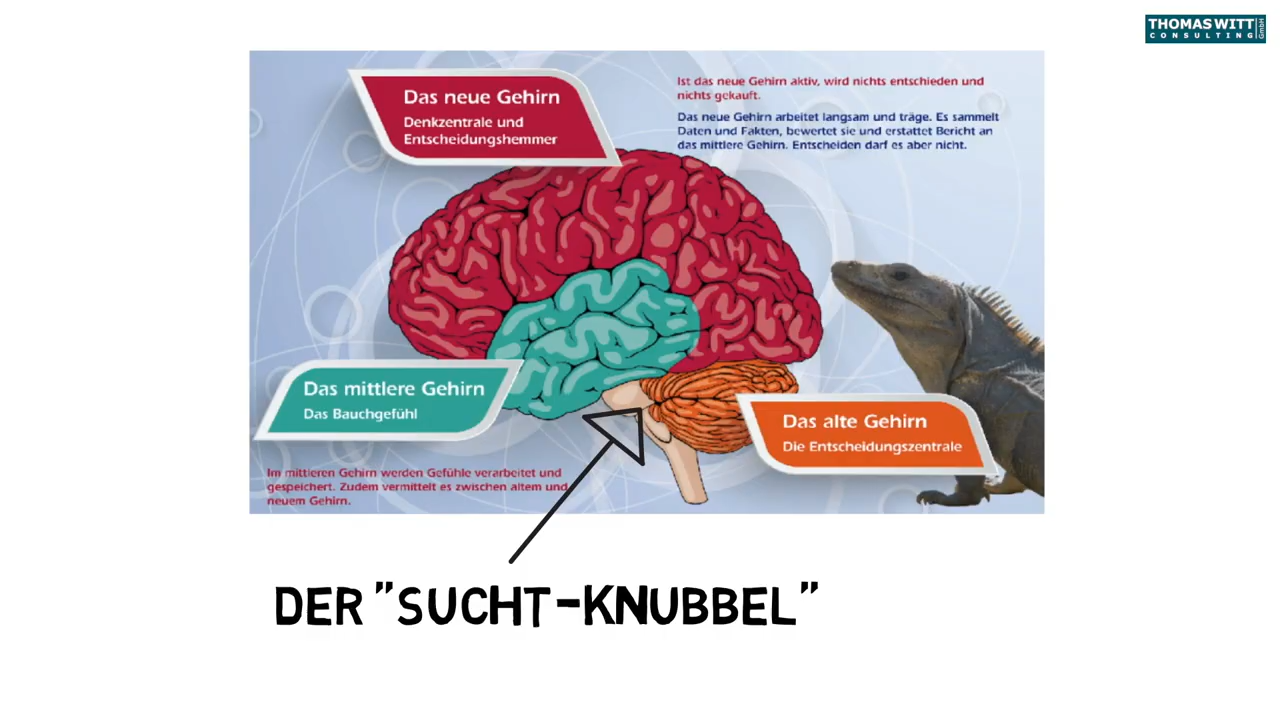 THOMAS WITT
CONSULTING
GmbH
Das neue Gehirn
Denkzentrale und
Entscheidungshemmer
Ist das neue Gehirn aktiv, wird nichts entschieden und
nichts gekauft.
Das neue Gehirn arbeitet langsam und träge. Es sammelt
Daten und Fakten, bewertet sie und erstattet Bericht an
das mittlere Gehirn. Entscheiden darf es aber nicht.
Das mittlere Gehirn
Das Bauchgefühl
Das alte Gehirn
Die Entscheidungszentrale
Im mittleren Gehirn werden Gefühle verarbeitet und
gespeichert. Zudem vermittelt es zwischen altem und
neuem Gehirn.
DER "SUCHT-KNUBBEL"